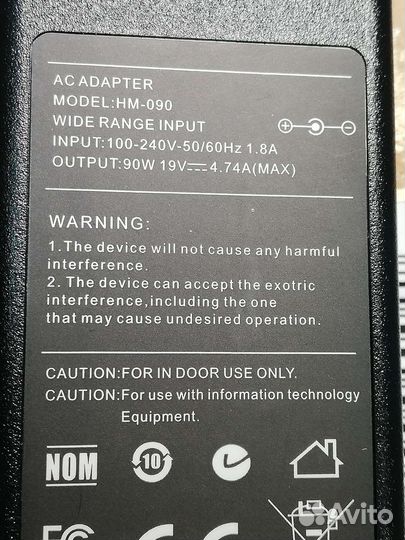 AC ADAPTER
MODEL:HM-090
WIDE RANGE INPUT
INPUT:100-240V-50/60Hz 1.8A
OUTPUT:90W 19V⎓4.74A(MAX)
WARNING:
1.The device will not cause any harmful
interference.
2. The device can accept the exotric
interference,including the one
that may cause undesired operation.
CAUTION:FOR IN DOOR USE ONLY.
CAUTION:For use with information technology
Equipment.
NOM
10
FC CE
Avito